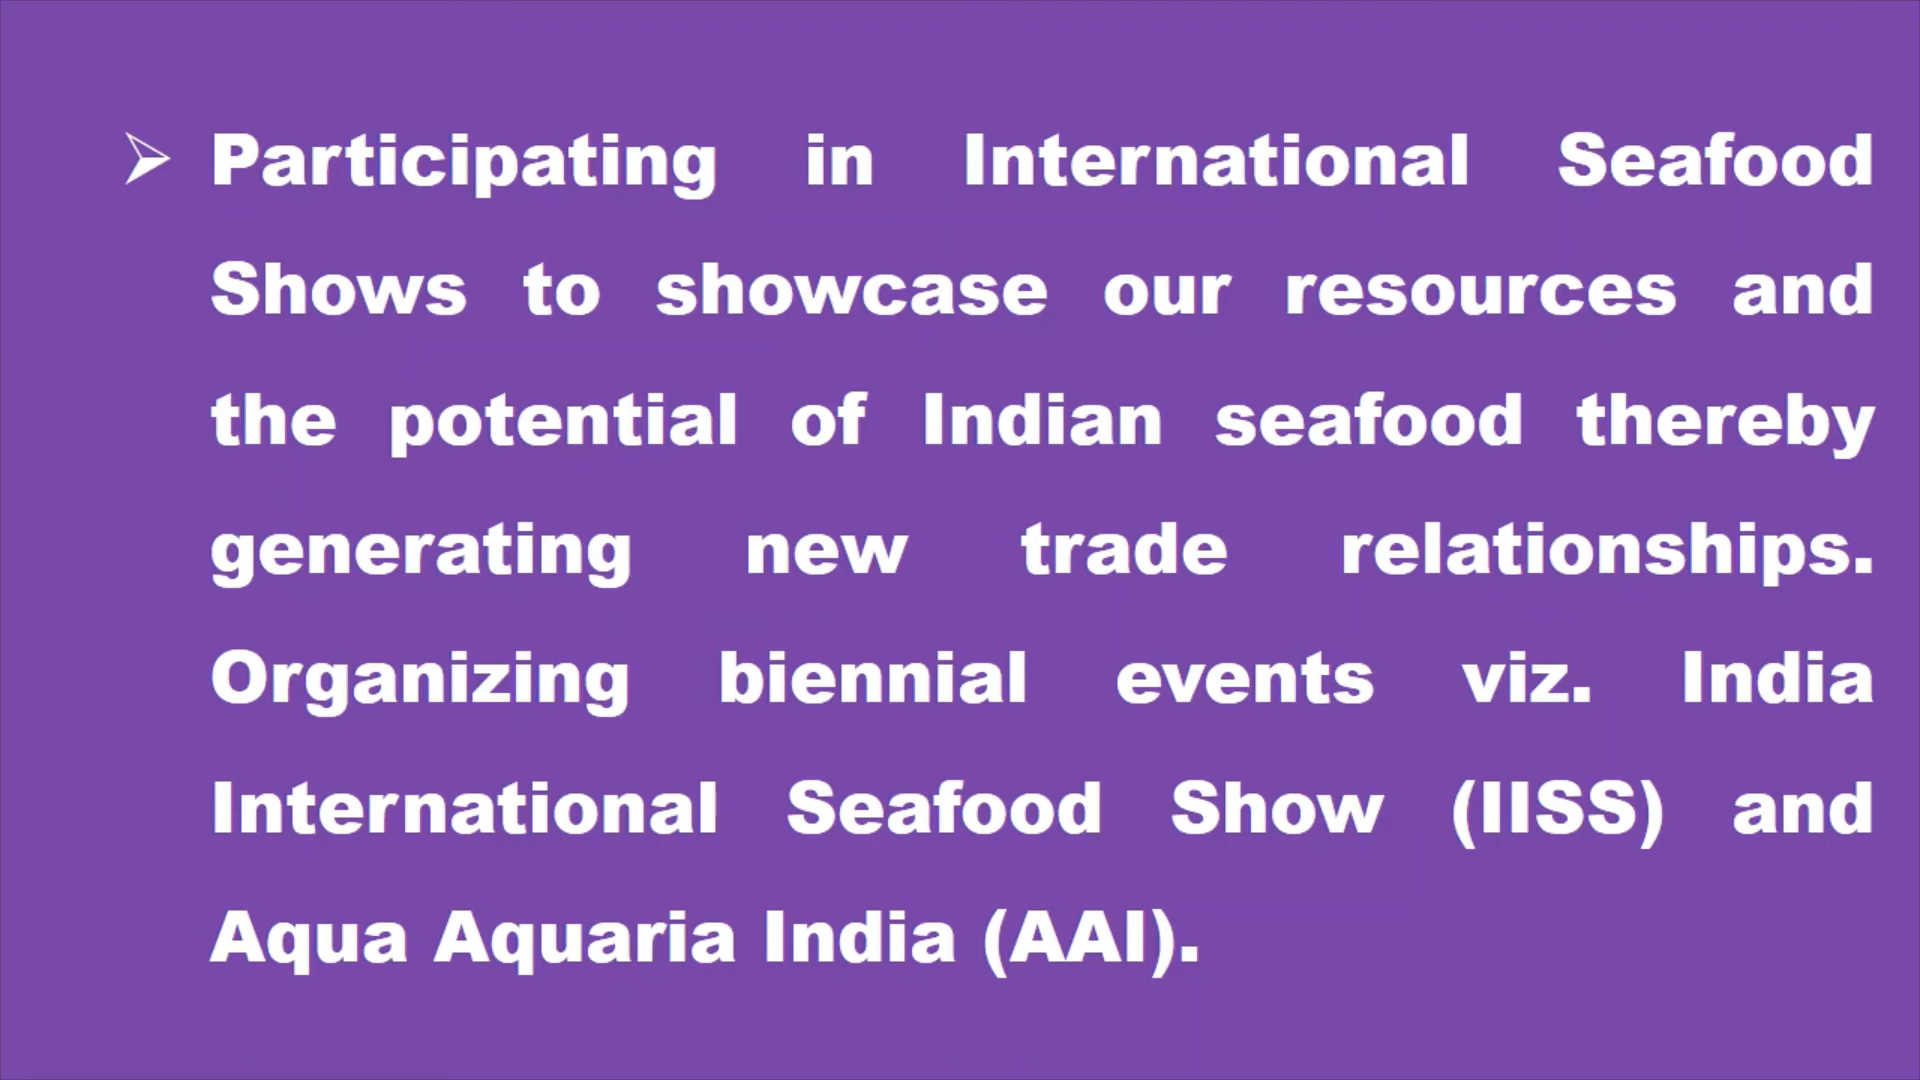 ➢ Participating in International Seafood
Shows to showcase our resources and
the potential of Indian seafood thereby
generating new trade relationships.
Organizing biennial events viz. India
International Seafood Show (IISS) and
Aqua Aquaria India (AAI).